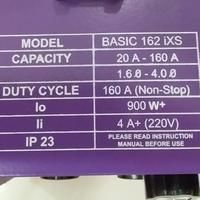 MODEL BASIC 162 iXS
CAPACITY 20 A - 160 A
1.6 Ø - 4.0 Ø
DUTY CYCLE 160 A (Non-Stop)
Io 900 W+
Ii 4 A+ (220V)
IP 23 PLEASE READ INSTRUCTION
MANUAL BEFORE USE